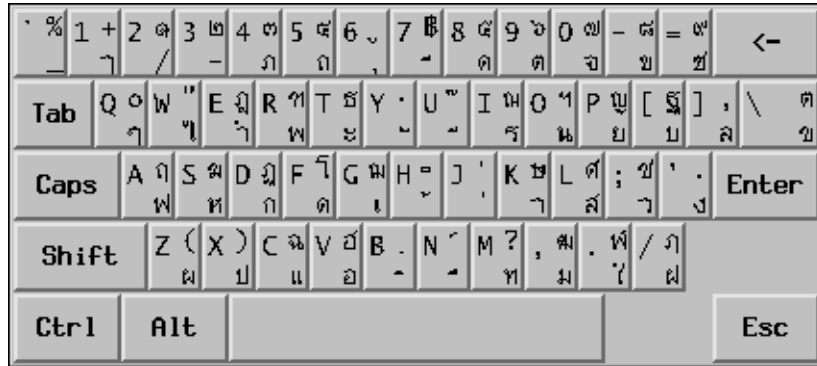 ` % 1 + 2 ๑ 3 ๒ 4 ๓ 5 ๔ 6 ู 7 ฿ 8 ๕ 9 ๖ 0 ๗ - ๘ = ๙ <-
_ ๅ / - ภ ถ ุ ึ ค ต จ ข ช
Tab Q ๐ W " E ฎ R ฑ T ธ Y ํ U ๊ I ณ O ฯ P ญ [ ฐ ] , \ ฅ
ๆ ไ ำ พ ะ ั ี ร น ย บ ล ฃ
Caps A ฤ S ฆ D ฏ F โ G ฌ H ็ J ๋ K ษ L ศ ; ซ ' . Enter
ฟ ห ก ด เ ้ ่ า ส ว ง
Shift Z ( X ) C ฉ V ฮ B ฺ N ์ M ? , ฒ . ฬ / ฦ
ผ ป แ อ ิ ื ท ม ใ ฝ
Ctrl Alt Esc